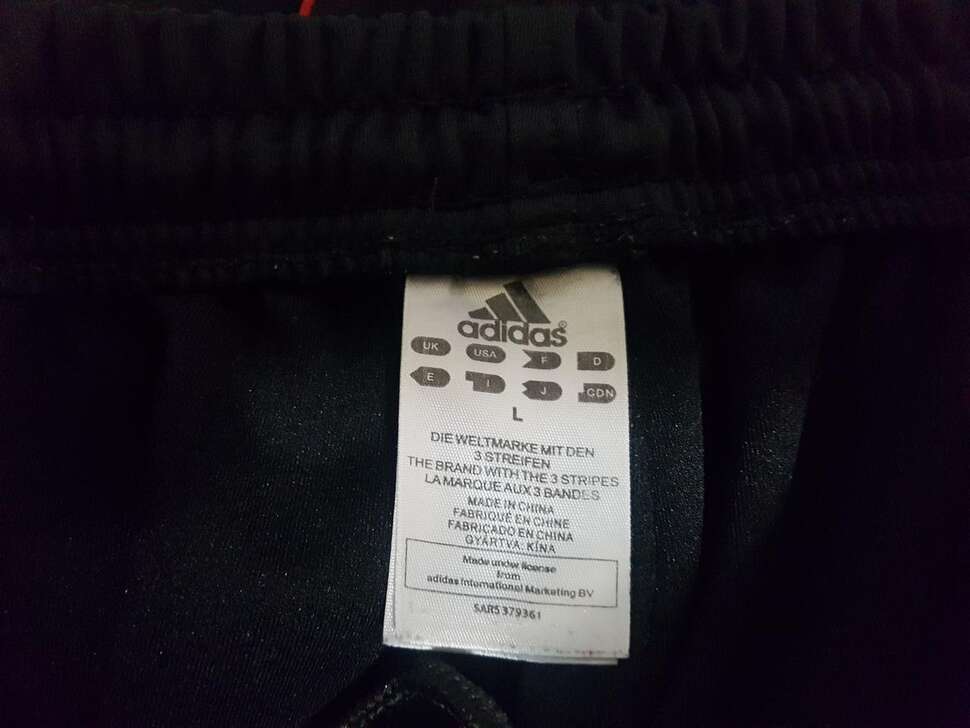 adidas®
UK USA F D
E I J CDN
L
DIE WELTMARKE MIT DEN
3 STREIFEN
THE BRAND WITH THE 3 STRIPES
LA MARQUE AUX 3 BANDES
MADE IN CHINA
FABRIQUÉ EN CHINE
FABRICADO EN CHINA
GYÁRTVA: KÍNA
Made under license
from
adidas International Marketing BV
SARS 379361